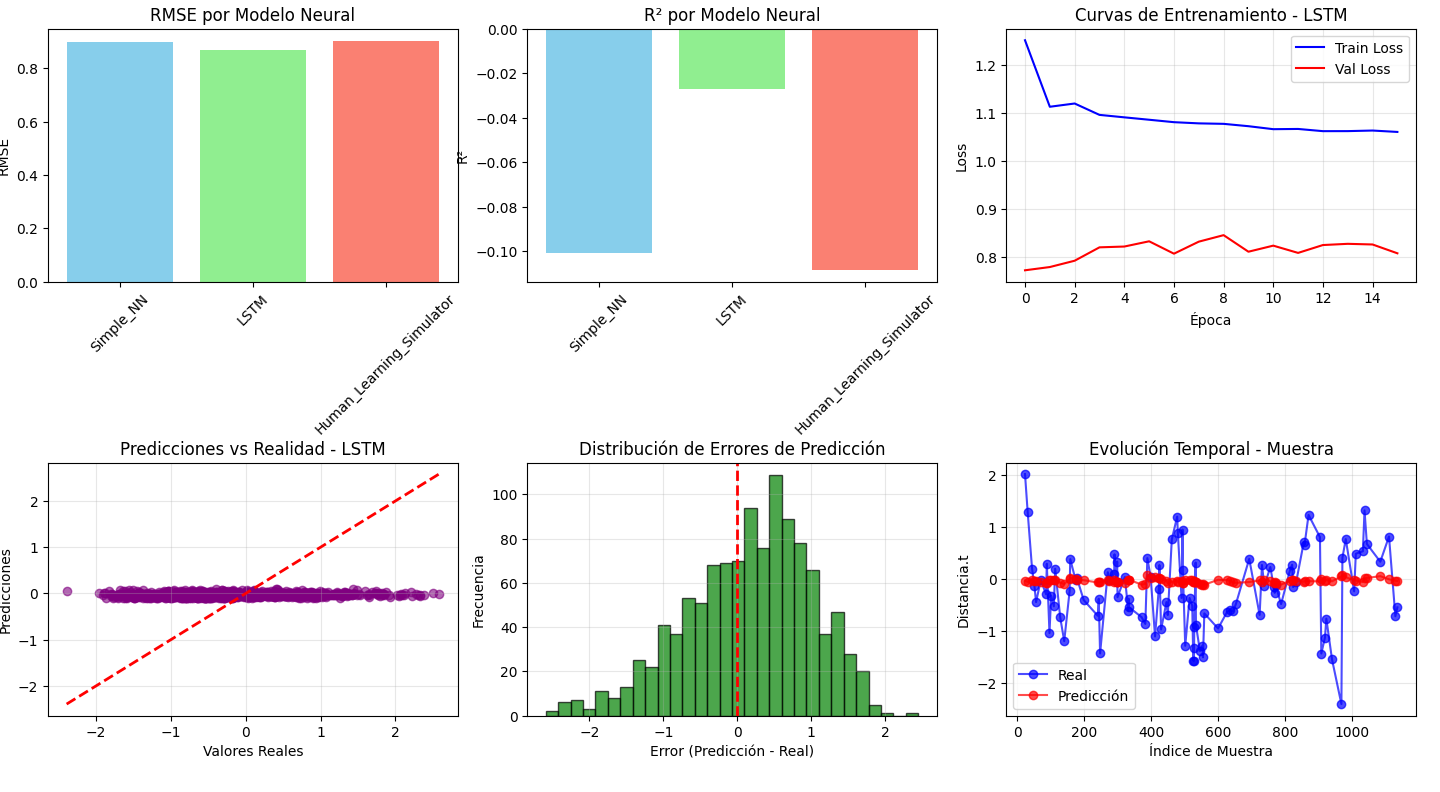 RMSE por Modelo Neural
RMSE
0.8
0.6
0.4
0.2
0.0
Simple_NN
LSTM
Human_Learning_Simulator
R² por Modelo Neural
R²
0.00
−0.02
−0.04
−0.06
−0.08
−0.10
Simple_NN
LSTM
Human_Learning_Simulator
Curvas de Entrenamiento - LSTM
Train Loss
Val Loss
Loss
1.2
1.1
1.0
0.9
0.8
0 2 4 6 8 10 12 14
Época
Predicciones vs Realidad - LSTM
Predicciones
2
1
0
−1
−2
−2 −1 0 1 2
Valores Reales
Distribución de Errores de Predicción
Frecuencia
100
80
60
40
20
0
−2 −1 0 1 2
Error (Predicción - Real)
Evolución Temporal - Muestra
Distancia.t
2
1
0
−1
−2
Real
Predicción
0 200 400 600 800 1000
Índice de Muestra